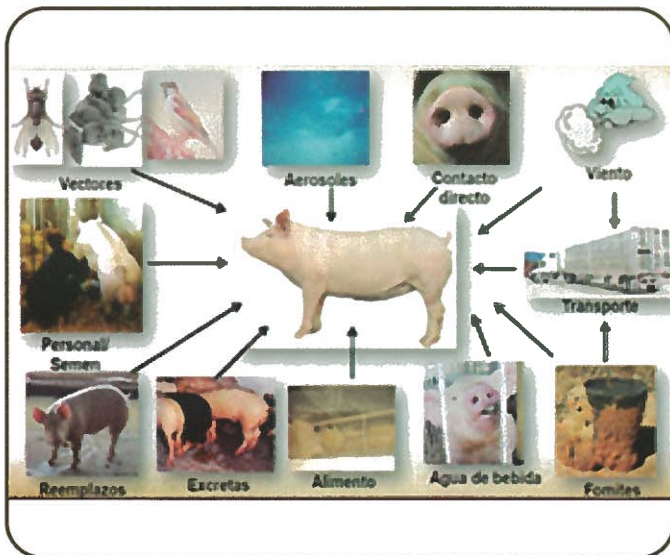 Vectores
Aerosoles
Contacto
directo
Viento
Personal/
Semen
Transporte
Reemplazos
Excretas
Alimento
Agua de bebida
Fomites